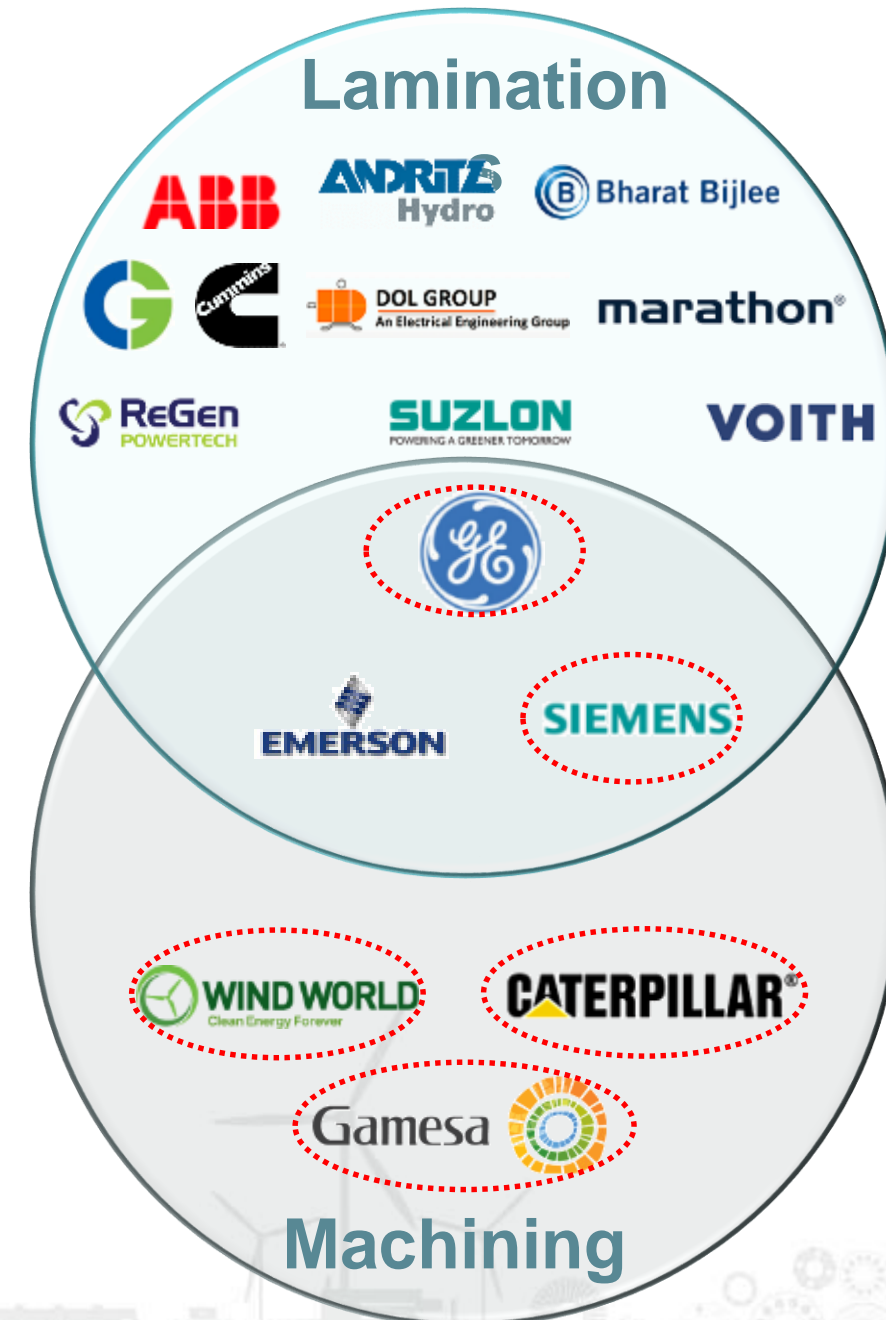 Lamination
ABB
ANDRITZ
Hydro
B Bharat Bijlee
Cummins
DOL GROUP
An Electrical Engineering Group
marathon®
ReGen
POWERTECH
SUZLON
POWERING A GREENER TOMORROW
VOITH
GE
EMERSON
SIEMENS
WIND WORLD
Clean Energy Forever
CATERPILLAR®
Gamesa
Machining